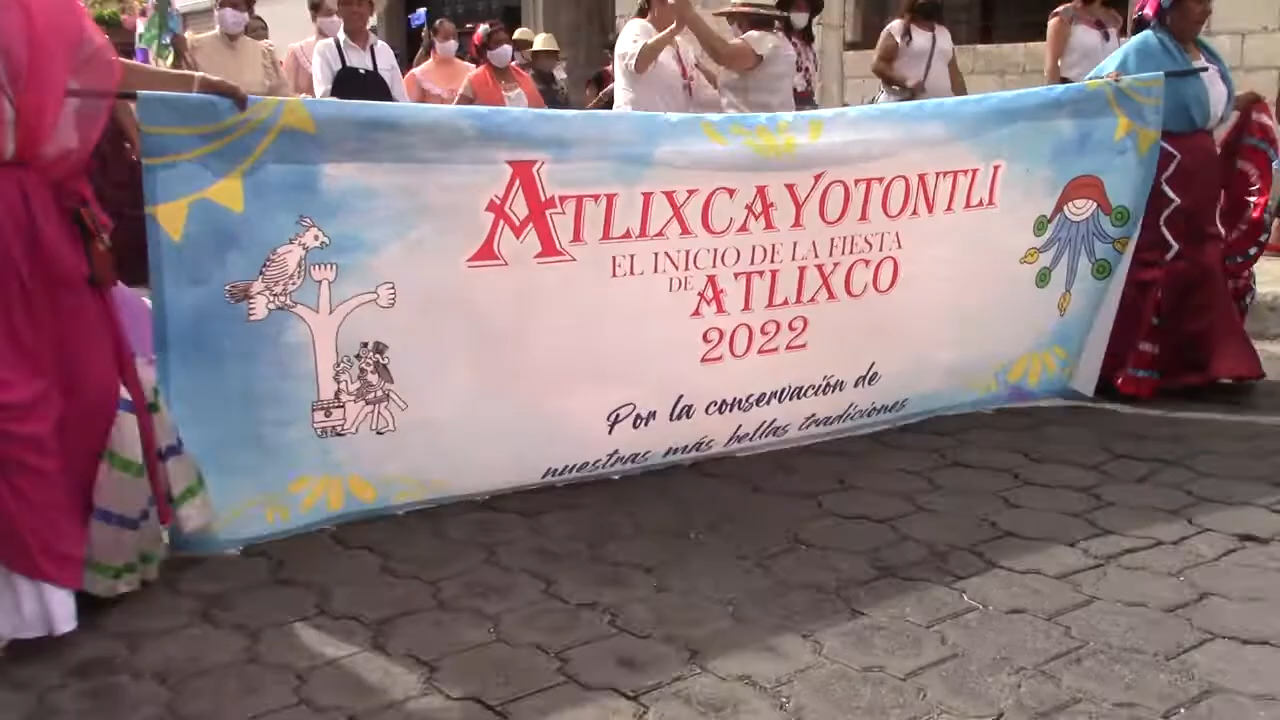 ATLIXCAYOTONTLI
EL INICIO DE LA FIESTA
DE ATLIXCO
2022
Por la conservación de
nuestras más bellas tradiciones